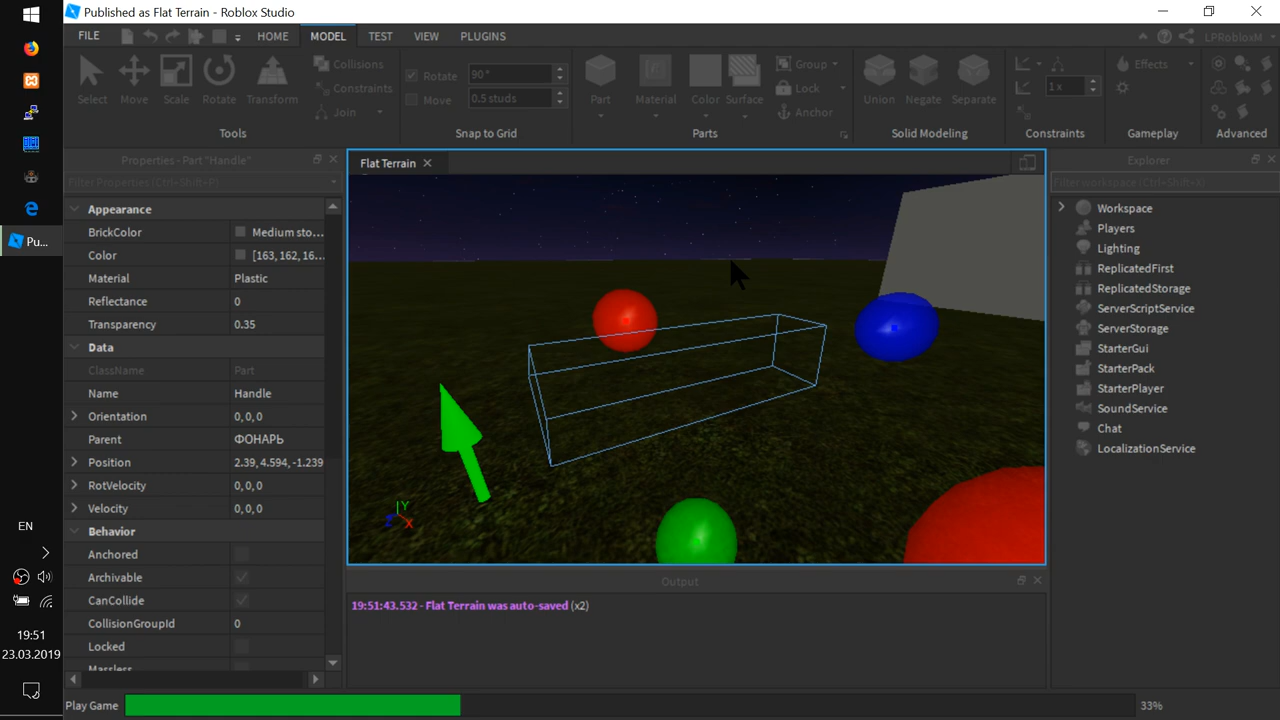 Published as Flat Terrain - Roblox Studio
FILE HOME MODEL TEST VIEW PLUGINS LPRobloxM
Select Move Scale Rotate Transform
Collisions
Constraints
Join
Tools
Rotate 90°
Move 0.5 studs
Snap to Grid
Part Material Color Surface
Group
Lock
Anchor
Parts
Union Negate Separate
Solid Modeling
1 x
Constraints
Effects
Gameplay
Advanced
Properties - Part "Handle"
Filter Properties (Ctrl+Shift+P)
Appearance
BrickColor Medium sto...
Color [163, 162, 16...
Material Plastic
Reflectance 0
Transparency 0.35
Data
ClassName Part
Name Handle
Orientation 0, 0, 0
Parent ФОНАРЬ
Position 2.39, 4.594, -1.239
RotVelocity 0, 0, 0
Velocity 0, 0, 0
Behavior
Anchored
Archivable
CanCollide
CollisionGroupId 0
Locked
Massless
Flat Terrain
Y
Z
X
Output
19:51:43.532 - Flat Terrain was auto-saved (x2)
Explorer
Filter workspace (Ctrl+Shift+X)
Workspace
Players
Lighting
ReplicatedFirst
ReplicatedStorage
ServerScriptService
ServerStorage
StarterGui
StarterPack
StarterPlayer
SoundService
Chat
LocalizationService
Pu...
EN
19:51
23.03.2019
Play Game 33%